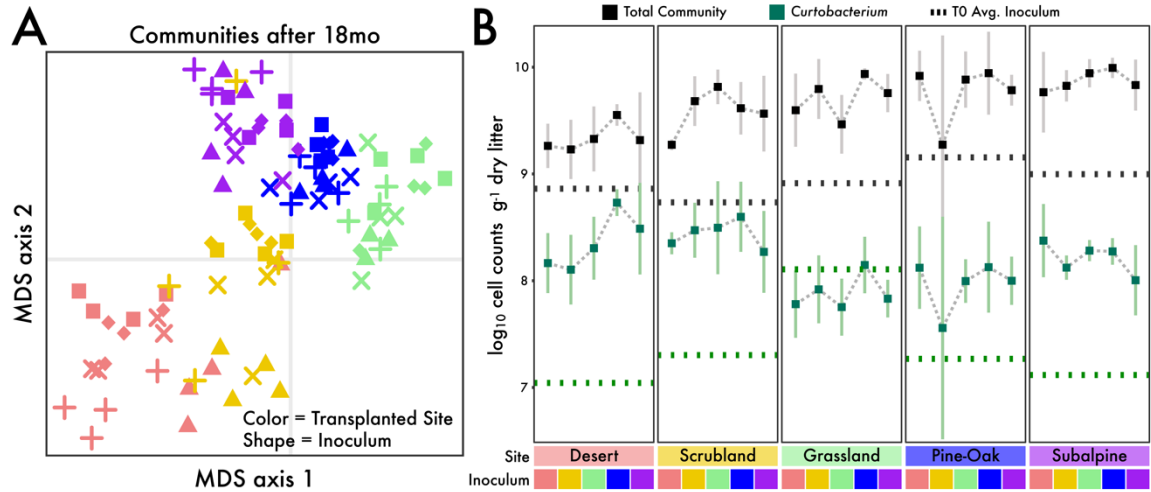 A
Communities after 18mo
MDS axis 2
Color = Transplanted Site
Shape = Inoculum
MDS axis 1
B
Total Community Curtobacterium T0 Avg. Inoculum
log10 cell counts g-1 dry litter
10
9
8
7
Site Desert Scrubland Grassland Pine-Oak Subalpine
Inoculum